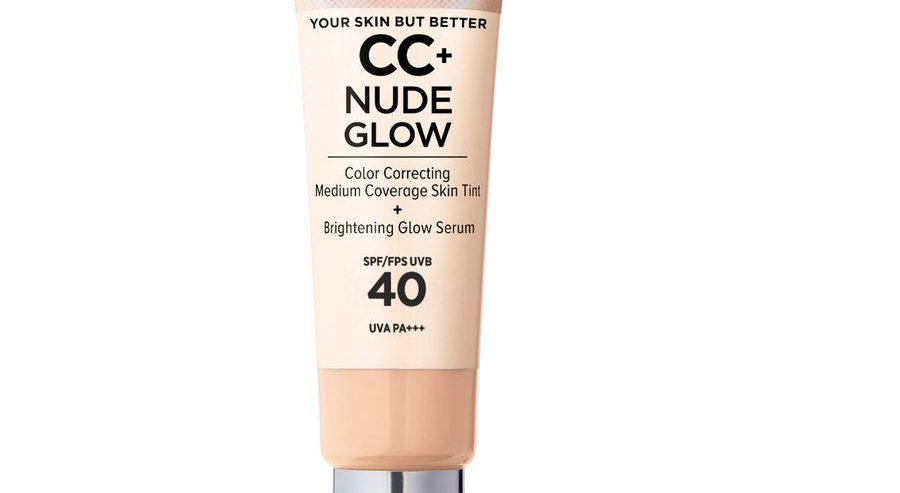 YOUR SKIN BUT BETTER
CC+
NUDE
GLOW
Color Correcting
Medium Coverage Skin Tint
+
Brightening Glow Serum
SPF/FPS UVB
40
UVA PA+++